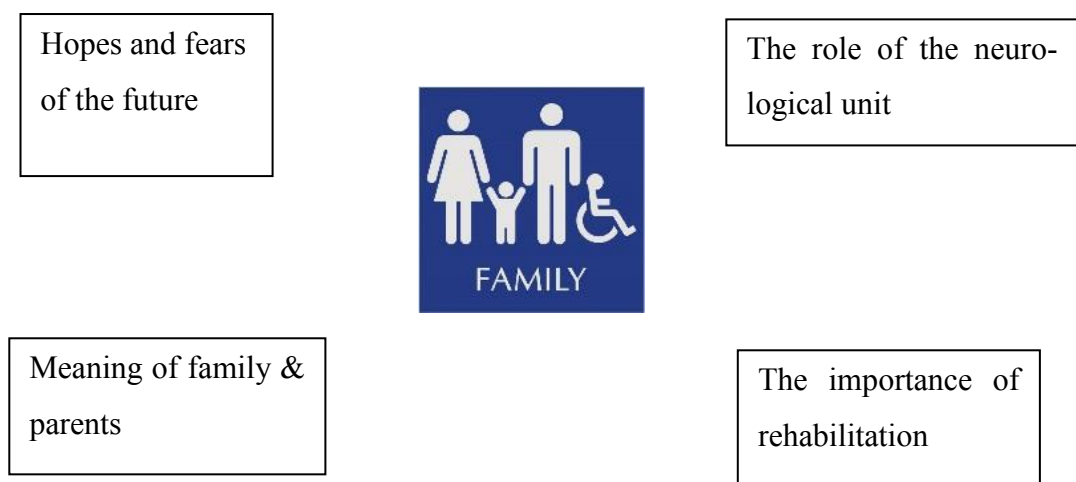 Hopes and fears
of the future
The role of the neuro-
logical unit
FAMILY
Meaning of family &
parents
The importance of
rehabilitation